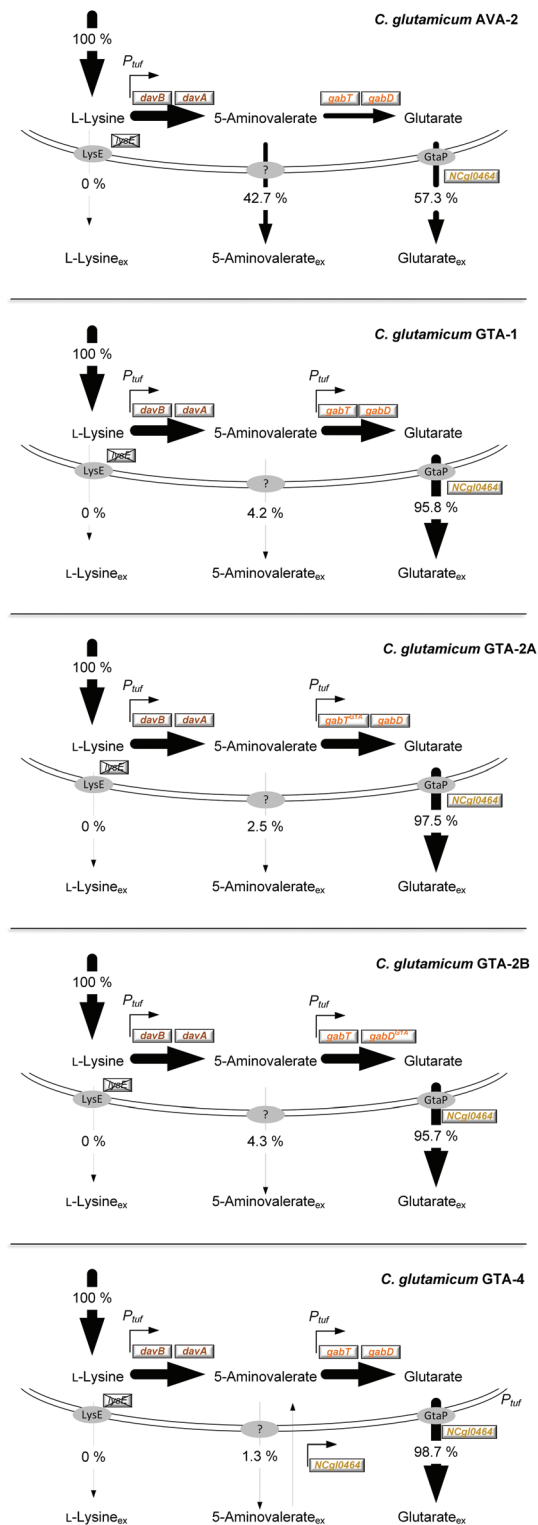 C. glutamicum AVA-2
100 %
Ptuf
davB davA gabT gabD
L-Lysine 5-Aminovalerate Glutarate
lysE
LysE ? GtaP
NCgl0464
0 % 42.7 % 57.3 %
L-Lysineex 5-Aminovalerateex Glutarateex
C. glutamicum GTA-1
100 %
Ptuf Ptuf
davB davA gabT gabD
L-Lysine 5-Aminovalerate Glutarate
lysE
LysE ? GtaP
NCgl0464
0 % 4.2 % 95.8 %
L-Lysineex 5-Aminovalerateex Glutarateex
C. glutamicum GTA-2A
100 %
Ptuf Ptuf
davB davA gabTGTA gabD
L-Lysine 5-Aminovalerate Glutarate
lysE
LysE ? GtaP
NCgl0464
0 % 2.5 % 97.5 %
L-Lysineex 5-Aminovalerateex Glutarateex
C. glutamicum GTA-2B
100 %
Ptuf Ptuf
davB davA gabT gabDGTA
L-Lysine 5-Aminovalerate Glutarate
lysE
LysE ? GtaP
NCgl0464
0 % 4.3 % 95.7 %
L-Lysineex 5-Aminovalerateex Glutarateex
C. glutamicum GTA-4
100 %
Ptuf Ptuf
davB davA gabT gabD
L-Lysine 5-Aminovalerate Glutarate
lysE Ptuf
LysE ? GtaP
NCgl0464
0 % 1.3 % NCgl0464 98.7 %
L-Lysineex 5-Aminovalerateex Glutarateex